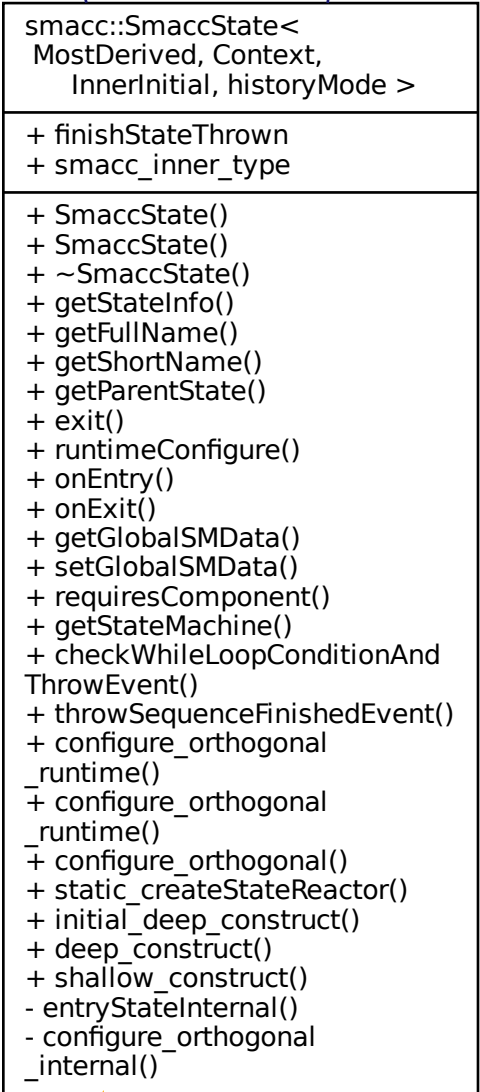 smacc::SmaccState<
MostDerived, Context,
InnerInitial, historyMode >
+ finishStateThrown
+ smacc_inner_type
+ SmaccState()
+ SmaccState()
+ ~SmaccState()
+ getStateInfo()
+ getFullName()
+ getShortName()
+ getParentState()
+ exit()
+ runtimeConfigure()
+ onEntry()
+ onExit()
+ getGlobalSMData()
+ setGlobalSMData()
+ requiresComponent()
+ getStateMachine()
+ checkWhileLoopConditionAnd
ThrowEvent()
+ throwSequenceFinishedEvent()
+ configure_orthogonal
_runtime()
+ configure_orthogonal
_runtime()
+ configure_orthogonal()
+ static_createStateReactor()
+ initial_deep_construct()
+ deep_construct()
+ shallow_construct()
- entryStateInternal()
- configure_orthogonal
_internal()